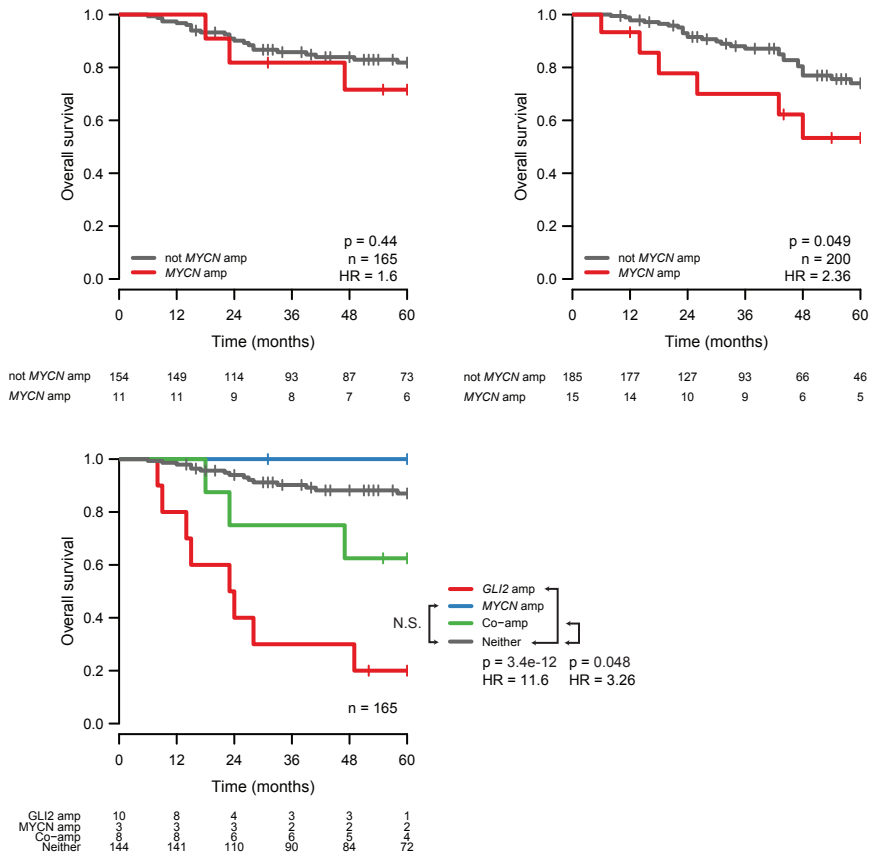 Overall survival
1.0
0.8
0.6
0.4
0.2
0.0
not MYCN amp
MYCN amp
p = 0.44
n = 165
HR = 1.6
0 12 24 36 48 60
Time (months)
not MYCN amp 154 149 114 93 87 73
MYCN amp 11 11 9 8 7 6
Overall survival
1.0
0.8
0.6
0.4
0.2
0.0
not MYCN amp
MYCN amp
p = 0.049
n = 200
HR = 2.36
0 12 24 36 48 60
Time (months)
not MYCN amp 185 177 127 93 66 46
MYCN amp 15 14 10 9 6 5
Overall survival
1.0
0.8
0.6
0.4
0.2
0.0
n = 165
0 12 24 36 48 60
Time (months)
N.S.
GLI2 amp
MYCN amp
Co−amp
Neither
p = 3.4e−12 p = 0.048
HR = 11.6 HR = 3.26
GLI2 amp 10 8 4 3 3 1
MYCN amp 3 3 3 2 2 2
Co−amp 8 8 6 6 5 4
Neither 144 141 110 90 84 72